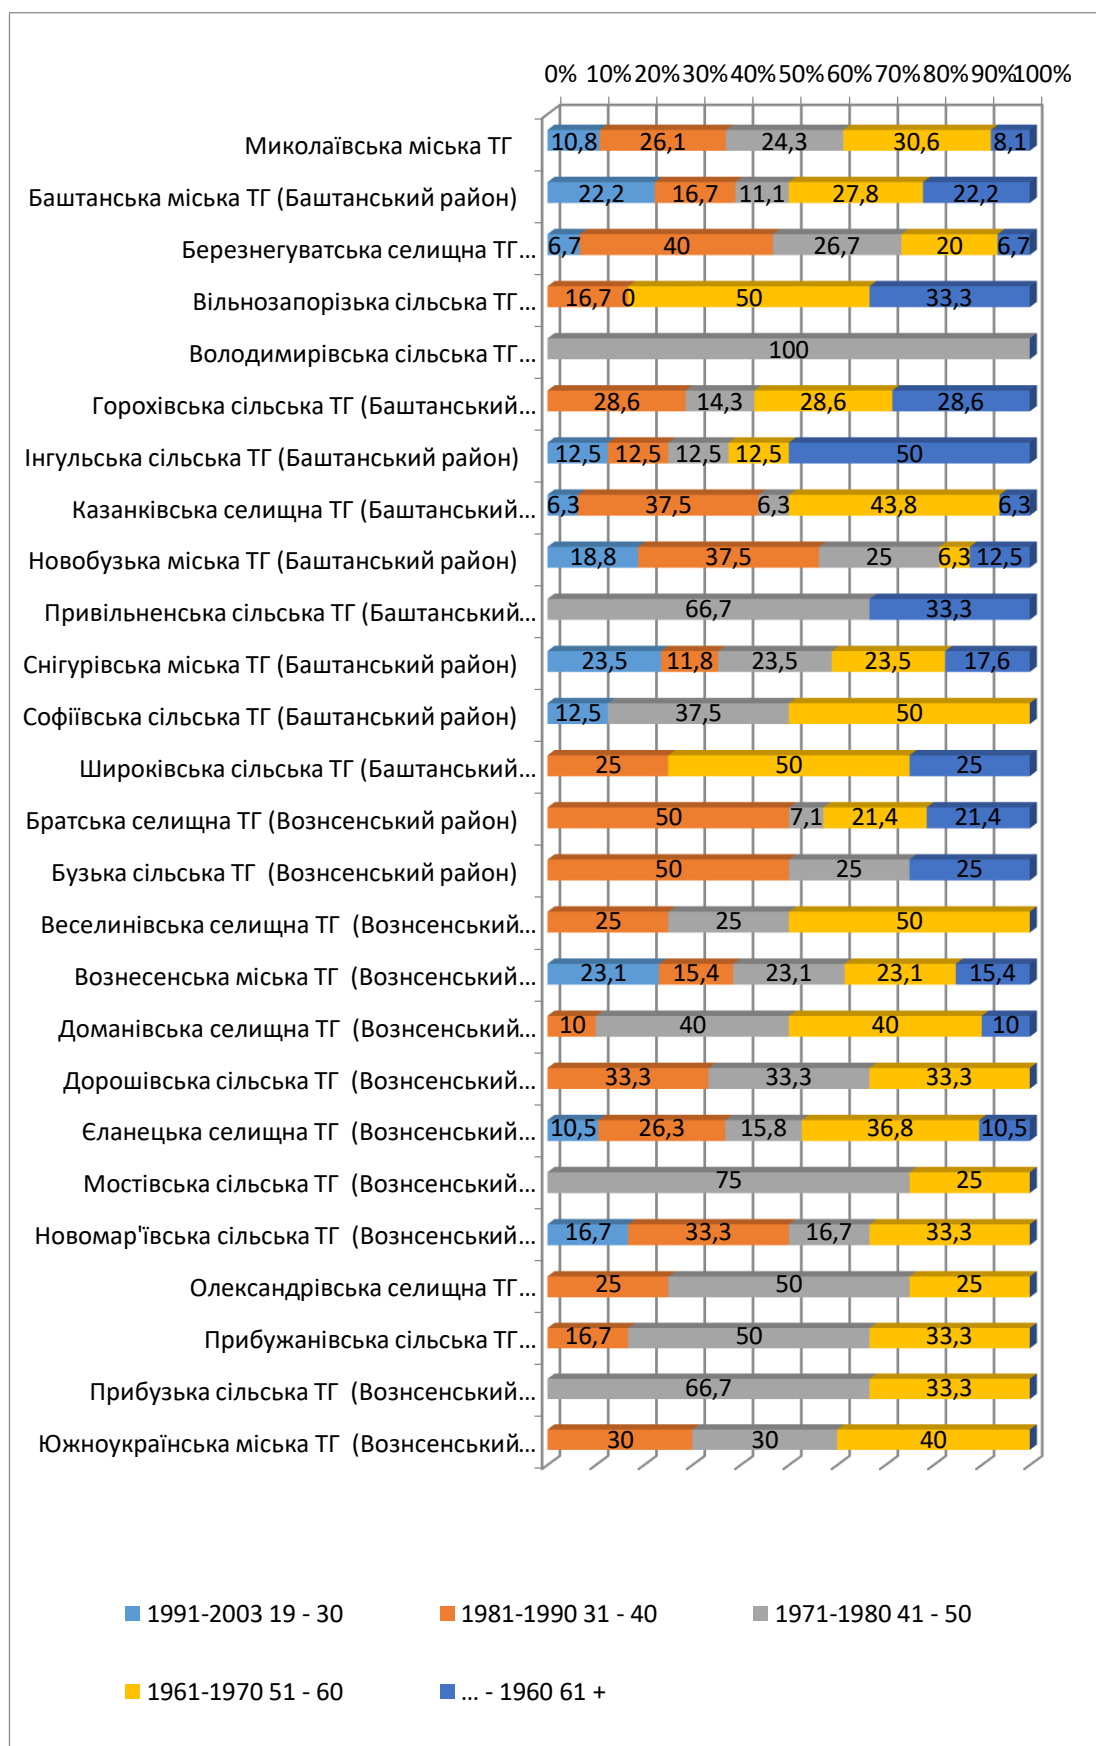 0% 10% 20% 30% 40% 50% 60% 70% 80% 90% 100%
Миколаївська міська ТГ 10,8 26,1 24,3 30,6 8,1
Баштанська міська ТГ (Баштанський район) 22,2 16,7 11,1 27,8 22,2
Березнегуватська селищна ТГ... 6,7 40 26,7 20 6,7
Вільнозапорізька сільська ТГ... 16,7 0 50 33,3
Володимирівська сільська ТГ... 100
Горохівська сільська ТГ (Баштанський... 28,6 14,3 28,6 28,6
Інгульська сільська ТГ (Баштанський район) 12,5 12,5 12,5 12,5 50
Казанківська селищна ТГ (Баштанський... 6,3 37,5 6,3 43,8 6,3
Новобузька міська ТГ (Баштанський район) 18,8 37,5 25 6,3 12,5
Привільненська сільська ТГ (Баштанський... 66,7 33,3
Снігурівська міська ТГ (Баштанський район) 23,5 11,8 23,5 23,5 17,6
Софіївська сільська ТГ (Баштанський район) 12,5 37,5 50
Широківська сільська ТГ (Баштанський... 25 50 25
Братська селищна ТГ (Вознсенський район) 50 7,1 21,4 21,4
Бузька сільська ТГ (Вознсенський район) 50 25 25
Веселинівська селищна ТГ (Вознсенський... 25 25 50
Вознесенська міська ТГ (Вознсенський... 23,1 15,4 23,1 23,1 15,4
Доманівська селищна ТГ (Вознсенський... 10 40 40 10
Дорошівська сільська ТГ (Вознсенський... 33,3 33,3 33,3
Єланецька селищна ТГ (Вознсенський... 10,5 26,3 15,8 36,8 10,5
Мостівська сільська ТГ (Вознсенський... 75 25
Новомар'ївська сільська ТГ (Вознсенський... 16,7 33,3 16,7 33,3
Олександрівська селищна ТГ... 25 50 25
Прибужанівська сільська ТГ... 16,7 50 33,3
Прибузька сільська ТГ (Вознсенський... 66,7 33,3
Южноукраїнська міська ТГ (Вознсенський... 30 30 40
1991-2003 19 - 30 1981-1990 31 - 40 1971-1980 41 - 50
1961-1970 51 - 60 ... - 1960 61 +